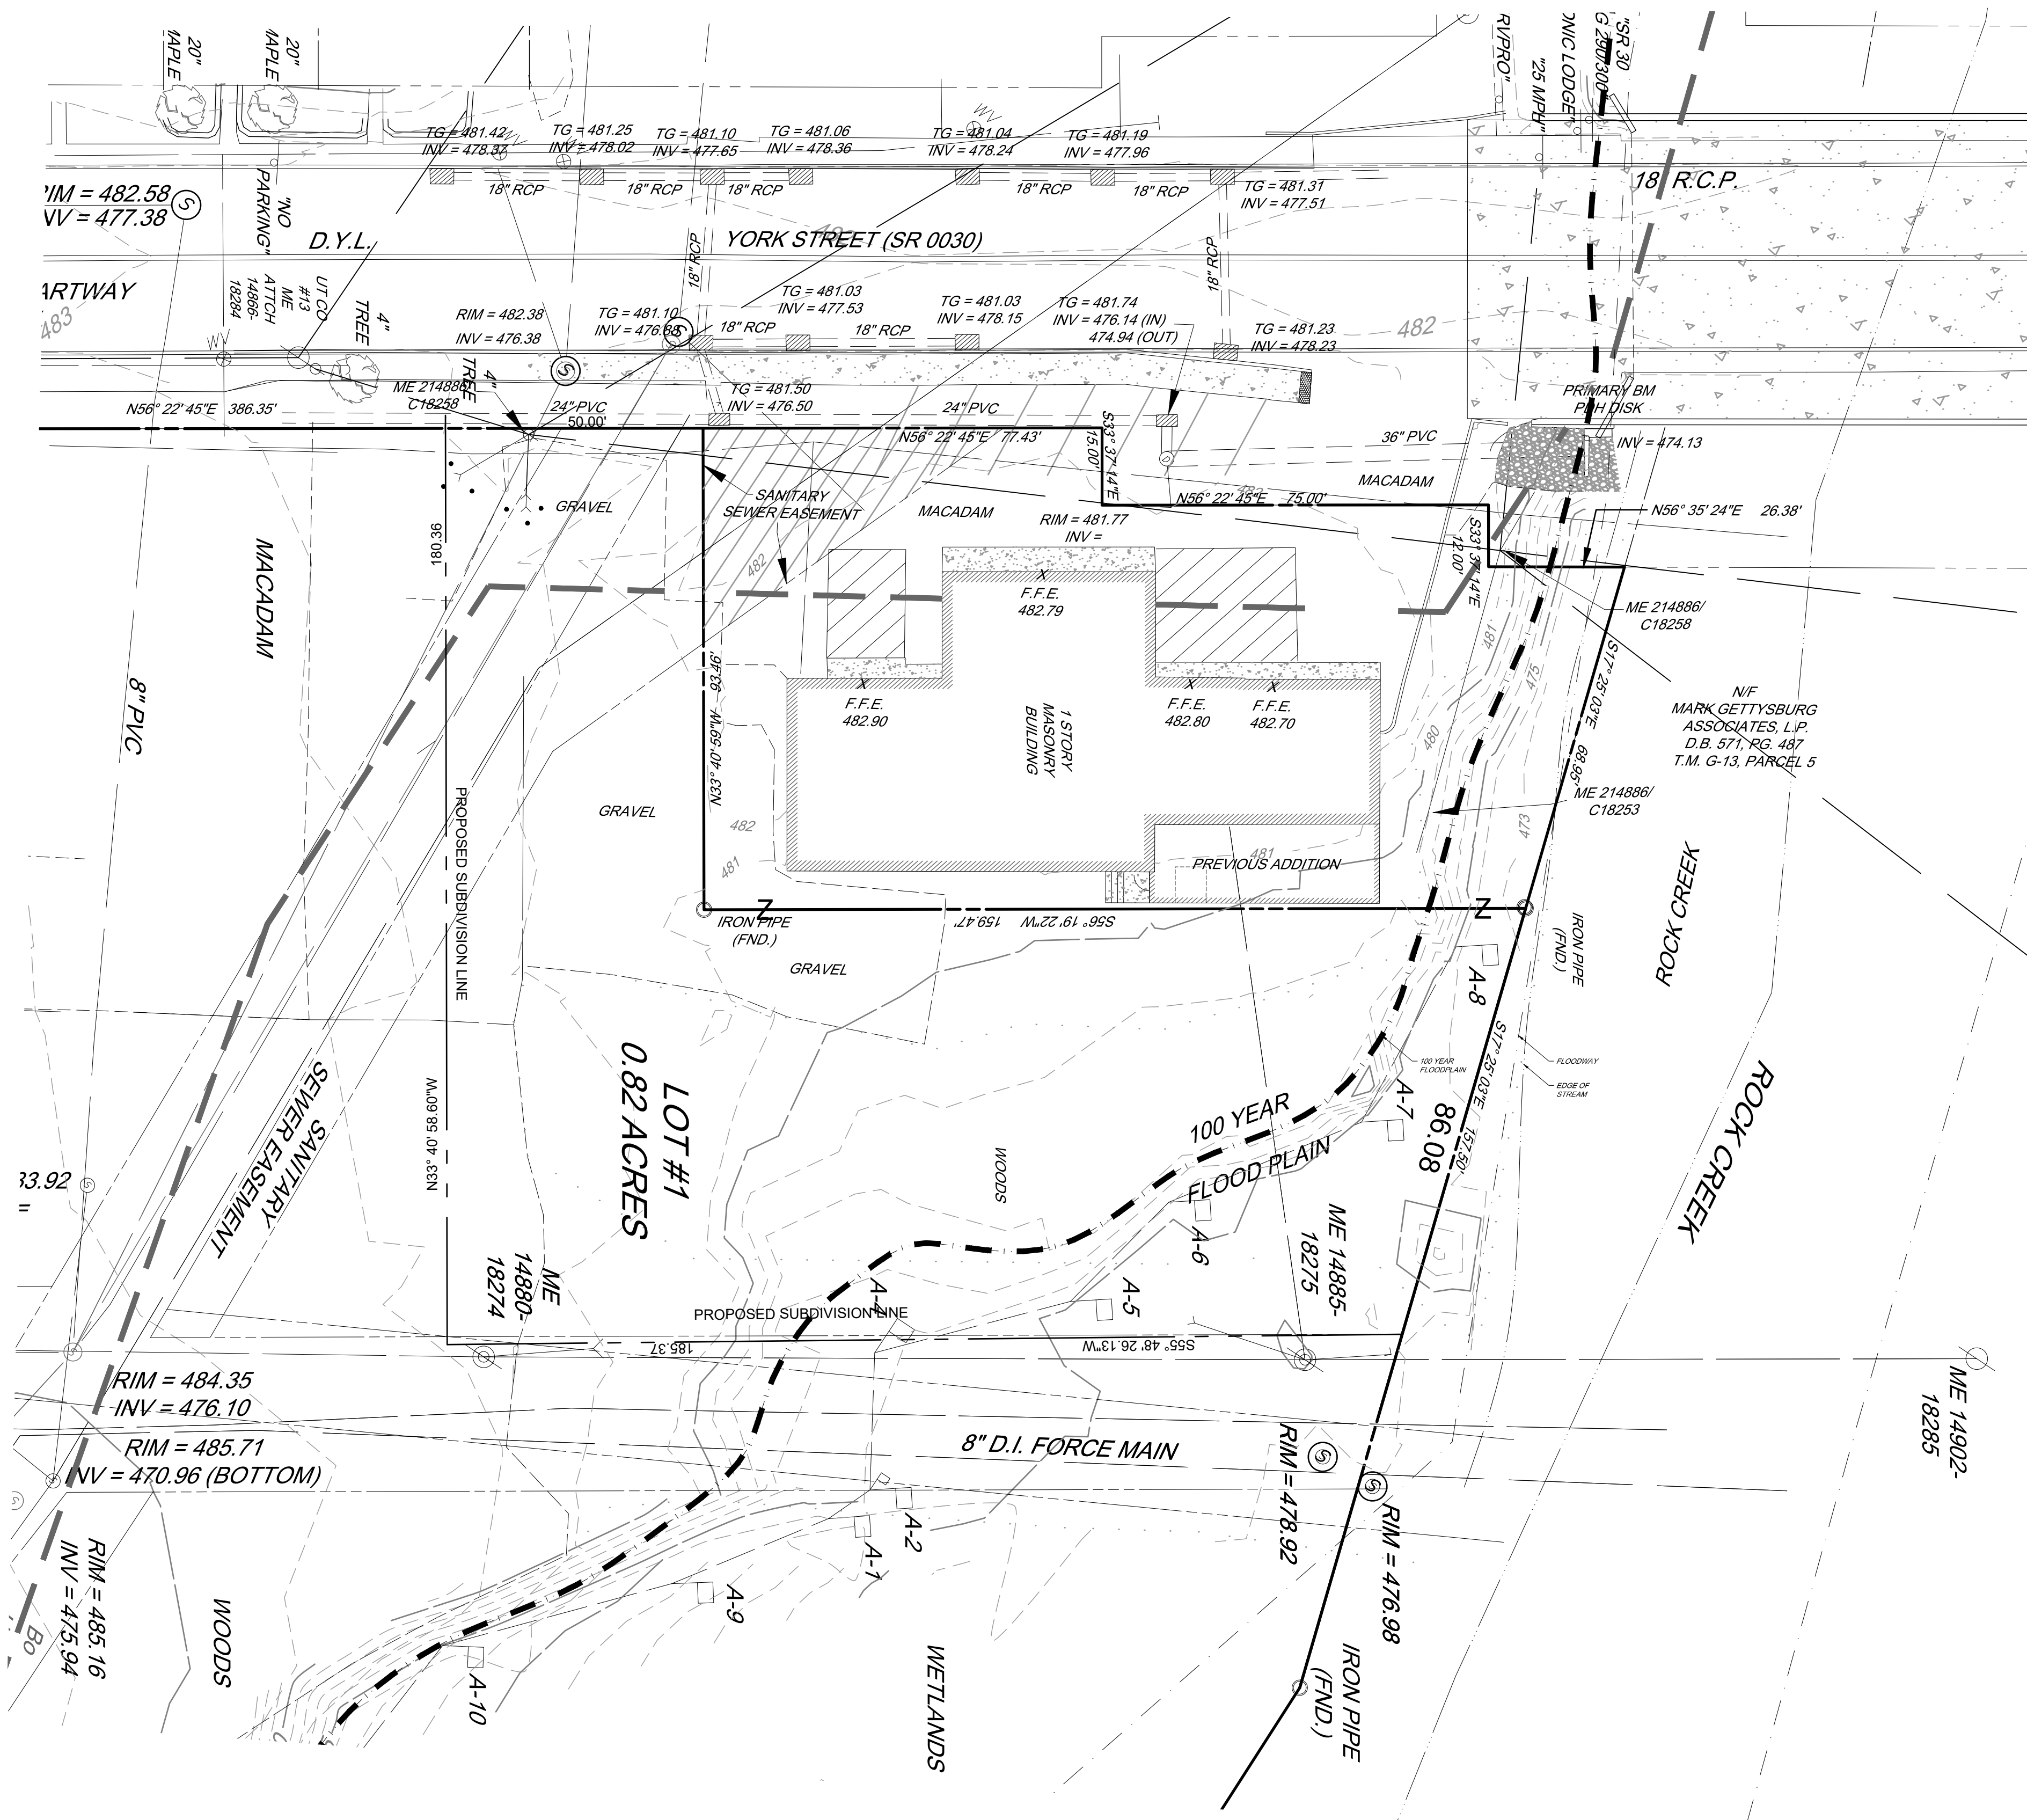 20"
MAPLE
20"
MAPLE
RVPRO"
"25 MPH"
ONIC LODGE"
"SR 30
TG = 481.42
INV = 478.37
TG = 481.25
INV = 478.02
TG = 481.10
INV = 477.65
TG = 481.06
INV = 478.36
TG = 481.04
INV = 478.24
TG = 481.19
INV = 477.96
18" RCP
18" RCP
18" RCP
18" RCP
18" RCP
TG = 481.31
INV = 477.51
18" R.C.P.
RIM = 482.58
INV = 477.38
S
"NO
PARKING"
D.Y.L.
18" RCP
YORK STREET (SR 0030)
18" RCP
ARTWAY
483
UT CO
#13
ME
ATTCH
14866-
18284
4"
TREE
RIM = 482.38
INV = 476.38
TG = 481.10
INV = 476.68
S
TG = 481.03
INV = 477.53
TG = 481.03
INV = 478.15
TG = 481.74
INV = 476.14 (IN)
474.94 (OUT)
TG = 481.23
INV = 478.23
482
18" RCP
18" RCP
S
4"
TREE
ME 214886/
C18258
TG = 481.50
INV = 476.50
PRIMARY BM
PDH DISK
N56° 22' 45"E 386.35'
24" PVC
50.00'
24" PVC
N56° 22' 45"E 77.43'
S33° 37' 14"E
15.00'
36" PVC
INV = 474.13
MACADAM
SANITARY
SEWER EASEMENT
GRAVEL
MACADAM
482
N56° 22' 45"E 75.00'
N56° 35' 24"E 26.38'
RIM = 481.77
INV =
S33° 37' 14"E
12.00'
180.36
MACADAM
482
F.F.E.
482.79
ME 214886/
C18258
481
475
S17° 25' 03"E 68.95'
8" PVC
N33° 40' 59"W 93.46'
F.F.E.
482.90
1 STORY
MASONRY
BUILDING
F.F.E.
482.80
F.F.E.
482.70
480
N/F
MARK GETTYSBURG
ASSOCIATES, L.P.
D.B. 571, PG. 487
T.M. G-13, PARCEL 5
ME 214886/
C18253
PROPOSED SUBDIVISION LINE
GRAVEL
482
481
473
481
PREVIOUS ADDITION
ROCK CREEK
Z
Z
IRON PIPE
(FND.)
S56° 19' 22"W 159.47'
IRON PIPE
(FND.)
GRAVEL
A-8
S17° 25' 03"E 157.50'
100 YEAR
FLOODPLAIN
FLOODWAY
EDGE OF
STREAM
LOT #1
0.82 ACRES
N33° 40' 58.60"W
A-7
86.08
ROCK CREEK
100 YEAR
FLOOD PLAIN
SANITARY
SEWER EASEMENT
WOODS
33.92
=
S
A-6
ME 14885-
18275
ME
14880-
18274
A-4
A-5
PROPOSED SUBDIVISION LINE
185.37
S55° 48' 26.13"W
RIM = 484.35
INV = 476.10
ME 14902-
18285
RIM = 485.71
INV = 470.96 (BOTTOM)
8" D.I. FORCE MAIN
RIM = 478.92
S
S
RIM = 476.98
A-2
A-1
A-9
RIM = 485.16
INV = 475.94
WOODS
Bo
A-10
WETLANDS
IRON PIPE
(FND.)